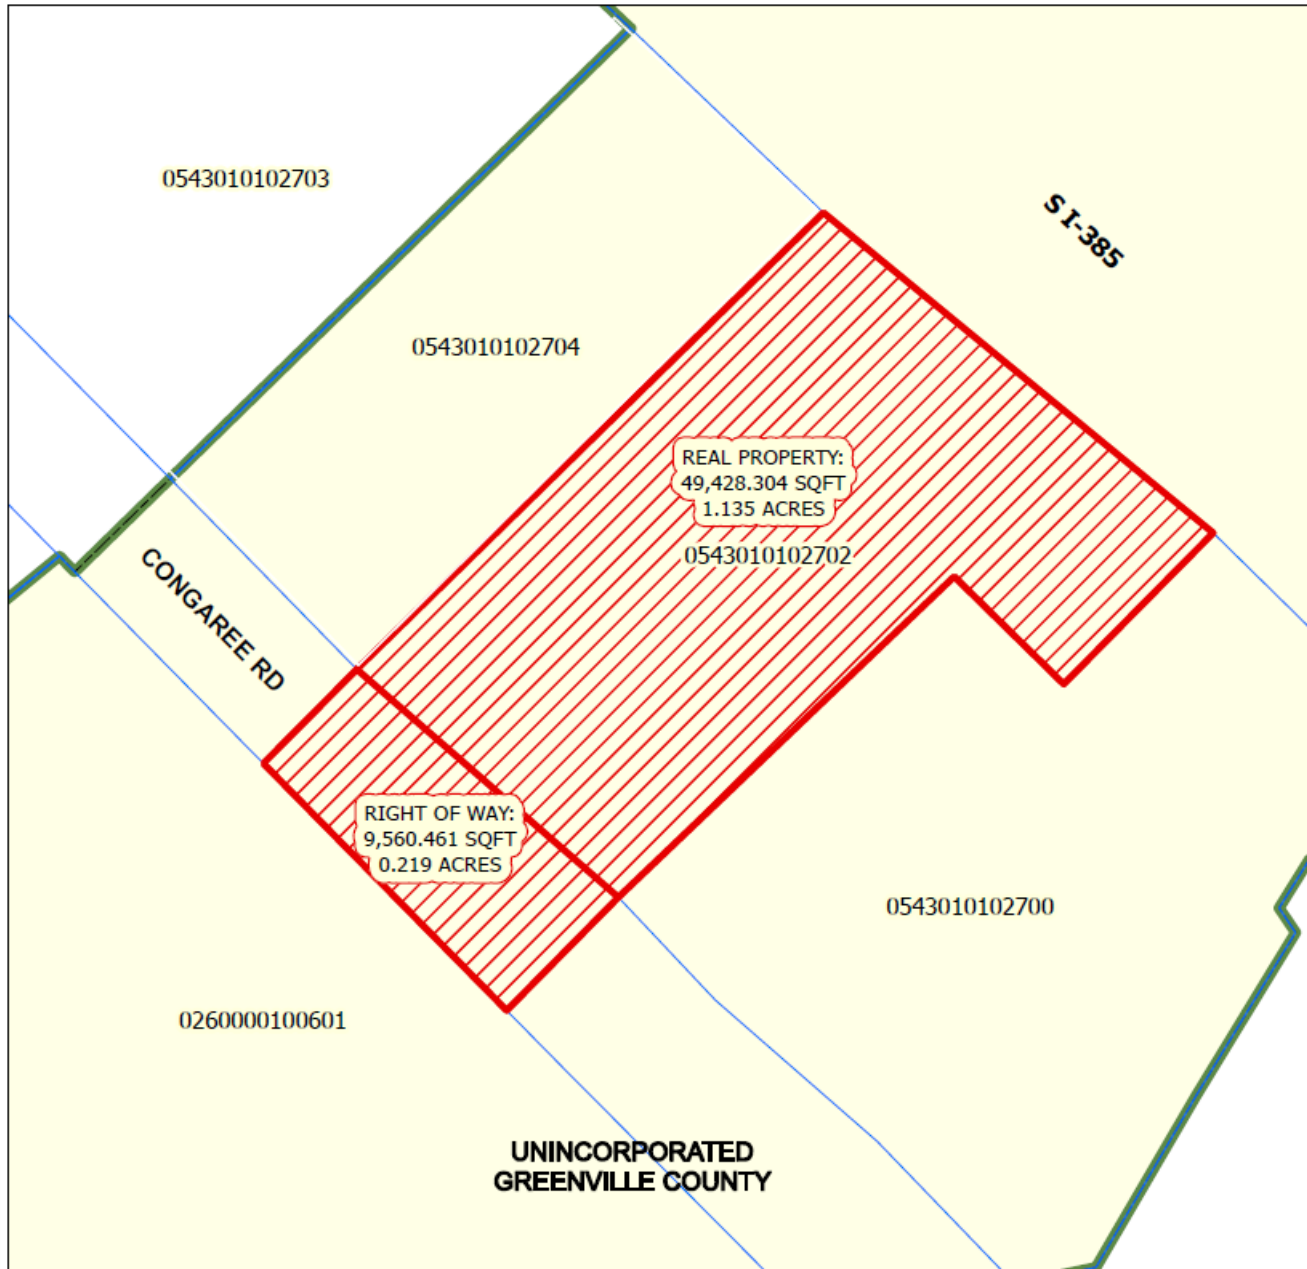 0543010102703
S I-385
0543010102704
REAL PROPERTY:
49,428.304 SQFT
1.135 ACRES
0543010102702
CONGAREE RD
RIGHT OF WAY:
9,560.461 SQFT
0.219 ACRES
0543010102700
0260000100601
UNINCORPORATED
GREENVILLE COUNTY